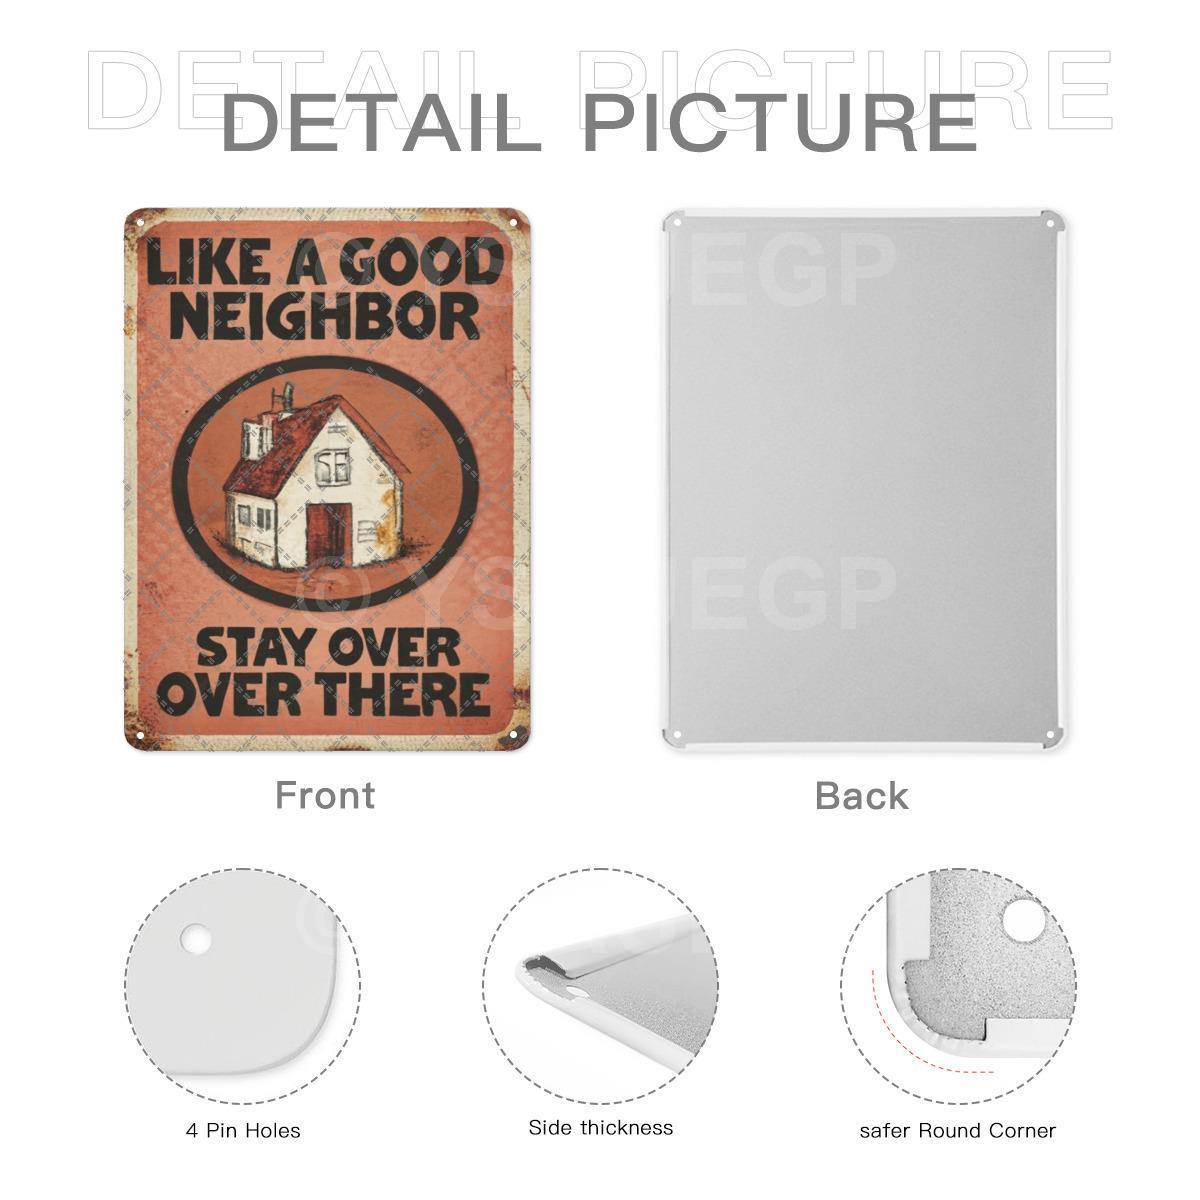 DETAIL PICTURE
DETAIL PICTURE
LIKE A GOOD
NEIGHBOR
STAY OVER
OVER THERE
Front
Back
4 Pin Holes
Side thickness
safer Round Corner